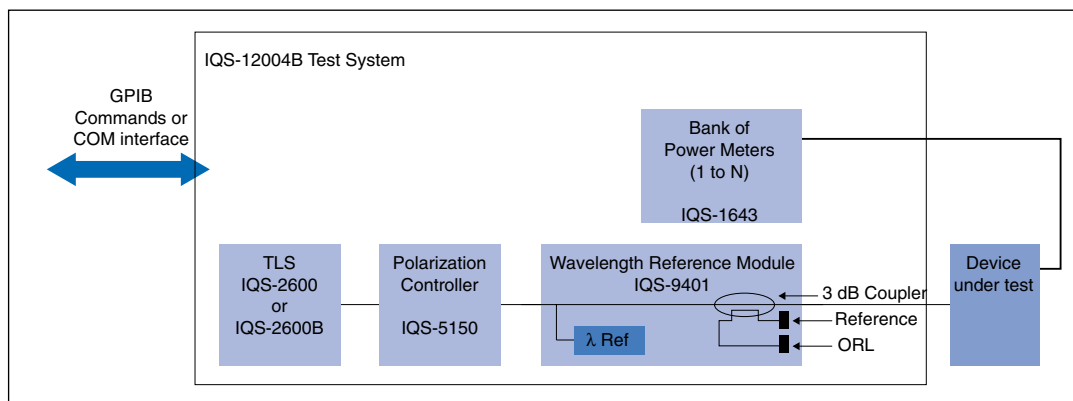 IQS-12004B Test System
GPIB
Commands or
COM interface
Bank of
Power Meters
(1 to N)
IQS-1643
TLS
IQS-2600
or
IQS-2600B
Polarization
Controller
IQS-5150
Wavelength Reference Module
IQS-9401
λ Ref
3 dB Coupler
Reference
ORL
Device
under test